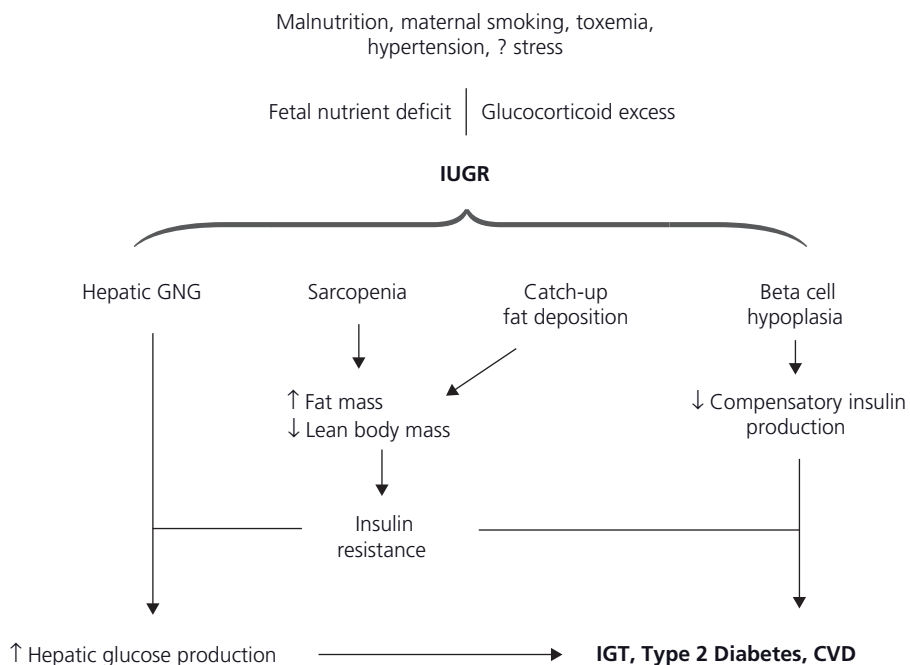 Malnutrition, maternal smoking, toxemia,
hypertension, ? stress
Fetal nutrient deficit
Glucocorticoid excess
IUGR
Hepatic GNG
Sarcopenia
Catch-up
fat deposition
Beta cell
hypoplasia
↑ Fat mass
↓ Lean body mass
↓ Compensatory insulin
production
Insulin
resistance
↑ Hepatic glucose production
IGT, Type 2 Diabetes, CVD